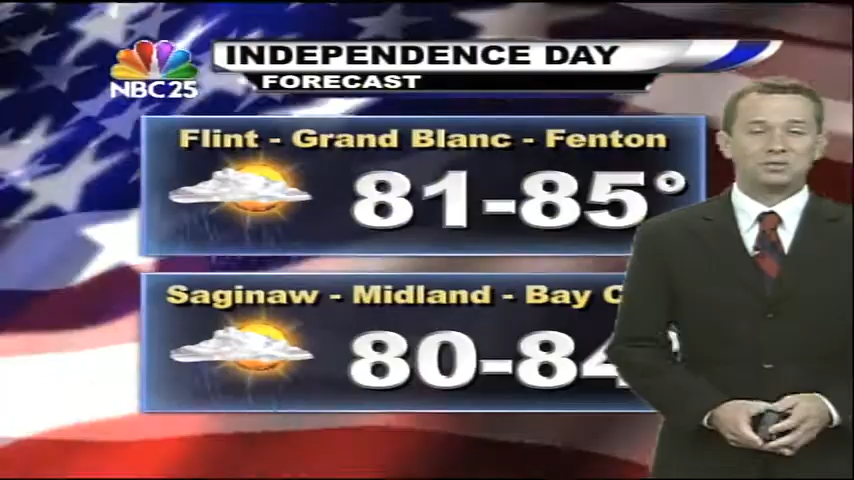 INDEPENDENCE DAY
FORECAST
NBC25
Flint - Grand Blanc - Fenton
81-85°
Saginaw - Midland - Bay
80-84